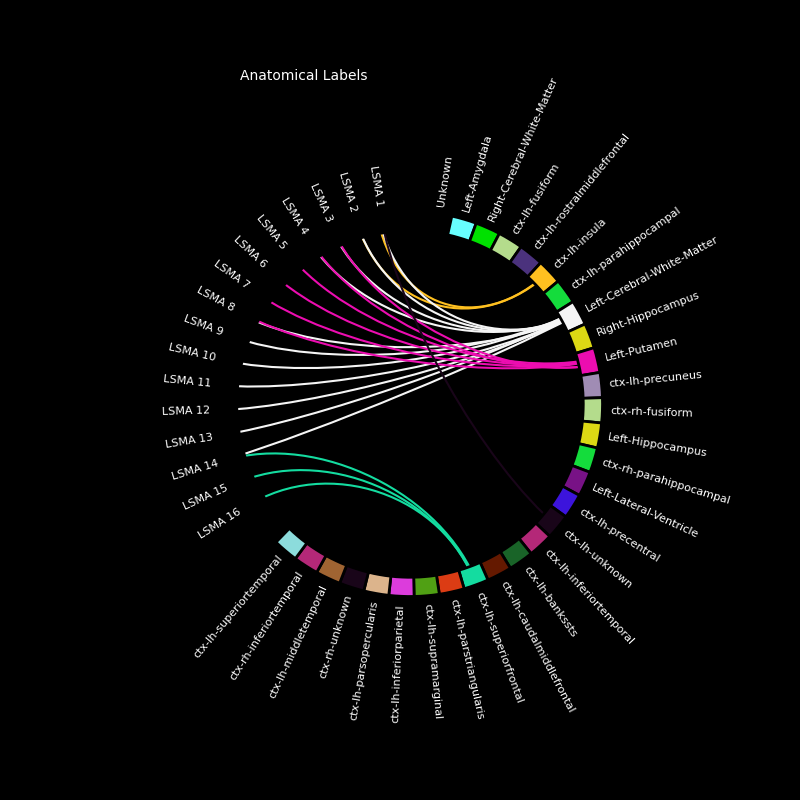 Anatomical Labels
LSMA 1
LSMA 2
LSMA 3
LSMA 4
LSMA 5
LSMA 6
LSMA 7
LSMA 8
LSMA 9
LSMA 10
LSMA 11
LSMA 12
LSMA 13
LSMA 14
LSMA 15
LSMA 16
Unknown
Left-Amygdala
Right-Cerebral-White-Matter
ctx-lh-fusiform
ctx-lh-rostralmiddlefrontal
ctx-lh-insula
ctx-lh-parahippocampal
Left-Cerebral-White-Matter
Right-Hippocampus
Left-Putamen
ctx-lh-precuneus
ctx-rh-fusiform
Left-Hippocampus
ctx-rh-parahippocampal
Left-Lateral-Ventricle
ctx-lh-precentral
ctx-lh-unknown
ctx-lh-inferiortemporal
ctx-lh-bankssts
ctx-lh-caudalmiddlefrontal
ctx-lh-superiorfrontal
ctx-lh-parstriangularis
ctx-lh-supramarginal
ctx-lh-inferiorparietal
ctx-lh-parsopercularis
ctx-rh-unknown
ctx-lh-middletemporal
ctx-rh-inferiortemporal
ctx-lh-superiortemporal